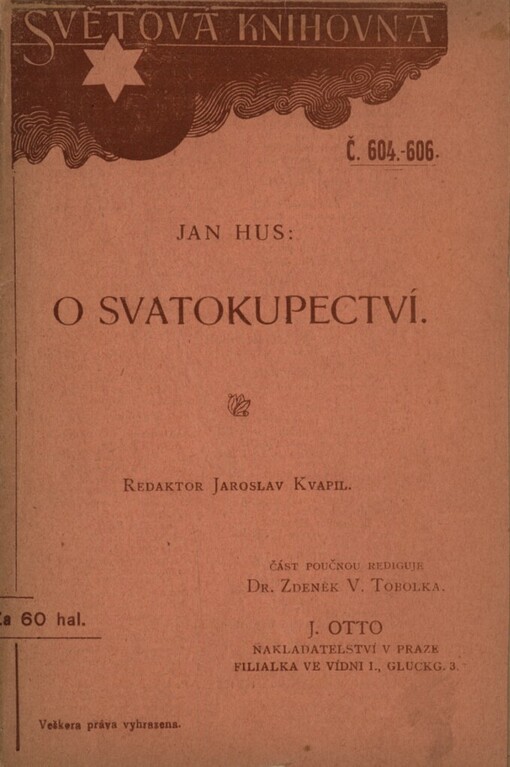 SVĚTOVÁ KNIHOVNA
Č. 604.-606.
JAN HUS:
O SVATOKUPECTVÍ.
REDAKTOR JAROSLAV KVAPIL.
ČÁST POUČNOU REDIGUJE
DR. ZDENĚK V. TOBOLKA.
Za 60 hal.
J. OTTO
NAKLADATELSTVÍ V PRAZE
FILIALKA VE VÍDNI I., GLUCKG. 3.
Veškera práva vyhrazena.